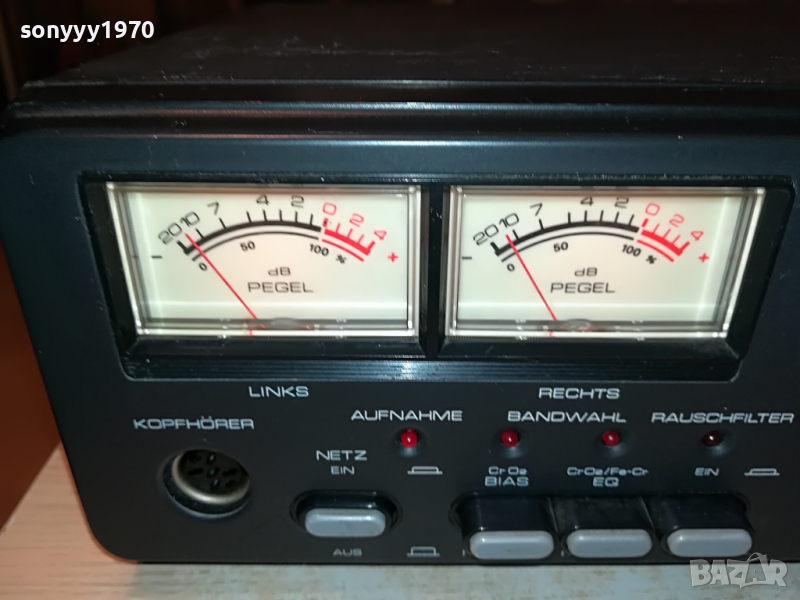 sonyyy1970
20 10 7 4 2 0 2 4
- 0 50 100 % +
dB
PEGEL
20 10 7 4 2 0 2 4
- 0 50 100 % +
dB
PEGEL
LINKS RECHTS
KOPFHÖRER AUFNAHME BANDWAHL RAUSCHFILTER
NETZ
EIN
CrO2
BIAS
CrO2/Fe-Cr
EQ
EIN
AUS
BAZAR